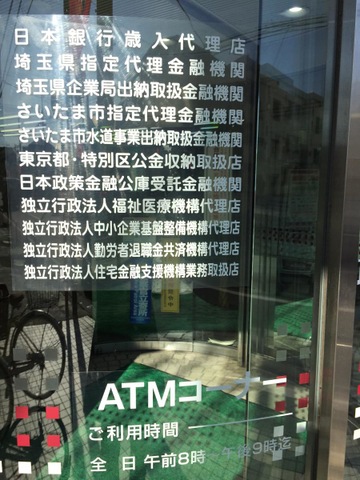 日本銀行歳入代理店
埼玉県指定代理金融機関
埼玉県企業局出納取扱金融機関
さいたま市指定代理金融機関
さいたま市水道事業出納取扱金融機関
東京都・特別区公金収納取扱店
日本政策金融公庫受託金融機関
独立行政法人福祉医療機構代理店
独立行政法人中小企業基盤整備機構代理店
独立行政法人勤労者退職金共済機構代理店
独立行政法人住宅金融支援機構業務取扱店
ATMコーナー
ご利用時間
全日 午前8時 午後9時迄